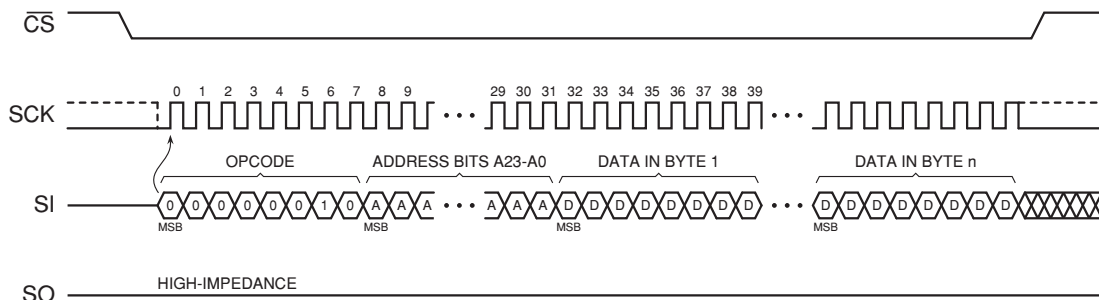 CS
0 1 2 3 4 5 6 7 8 9 29 30 31 32 33 34 35 36 37 38 39
SCK • • • • • •
OPCODE ADDRESS BITS A23-A0 DATA IN BYTE 1 DATA IN BYTE n
SI 0 0 0 0 0 0 1 0 A A A • • • A A A D D D D D D D D • • • D D D D D D D D
MSB MSB MSB MSB
HIGH-IMPEDANCE
SO